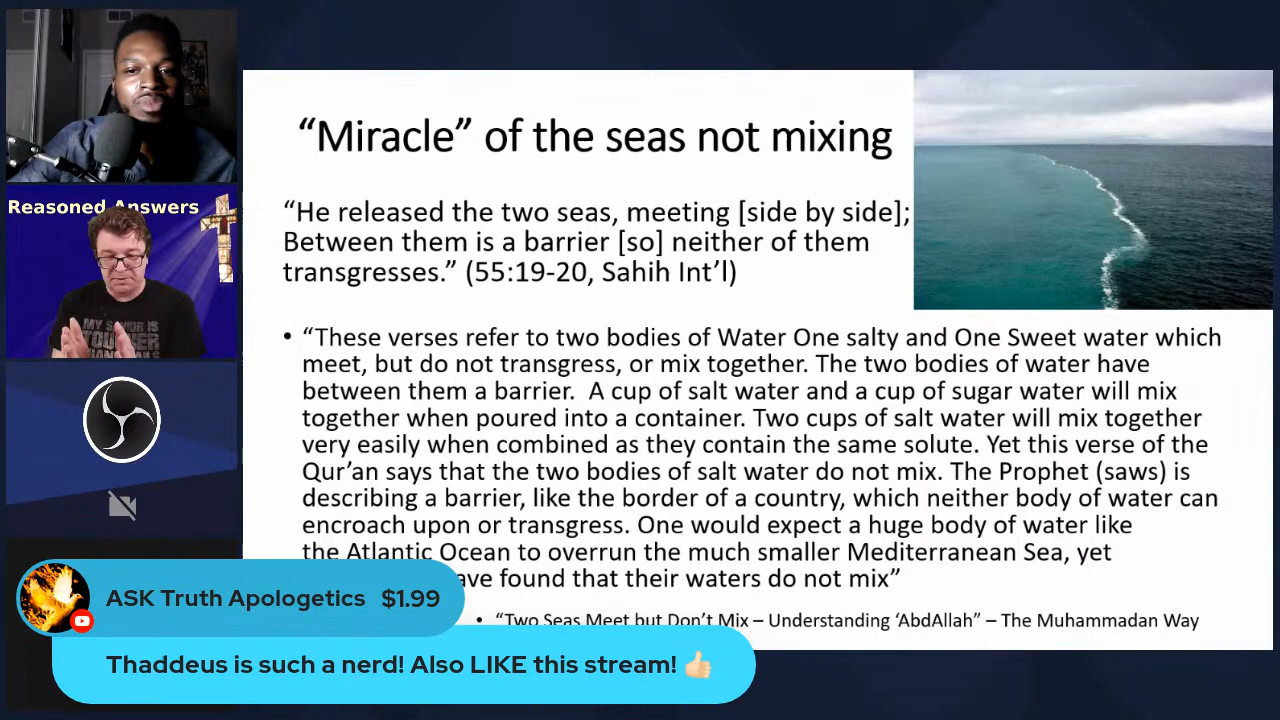 Reasoned Answers
MY SAVIOR IS
TOUGHER
“Miracle” of the seas not mixing
“He released the two seas, meeting [side by side];
Between them is a barrier [so] neither of them
transgresses.” (55:19-20, Sahih Int’l)
• “These verses refer to two bodies of Water One salty and One Sweet water which
meet, but do not transgress, or mix together. The two bodies of water have
between them a barrier.  A cup of salt water and a cup of sugar water will mix
together when poured into a container. Two cups of salt water will mix together
very easily when combined as they contain the same solute. Yet this verse of the
Qur’an says that the two bodies of salt water do not mix. The Prophet (saws) is
describing a barrier, like the border of a country, which neither body of water can
encroach upon or transgress. One would expect a huge body of water like
the Atlantic Ocean to overrun the much smaller Mediterranean Sea, yet
have found that their waters do not mix”
• “Two Seas Meet but Don’t Mix – Understanding ‘AbdAllah” – The Muhammadan Way
ASK Truth Apologetics $1.99
Thaddeus is such a nerd! Also LIKE this stream! 👍🏻